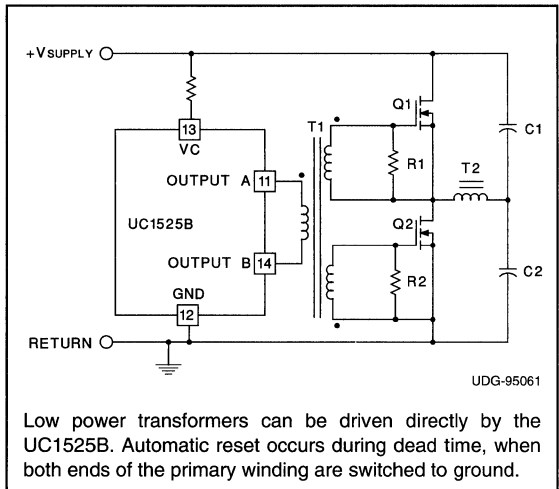 +VSUPPLY
Q1
C1
T1
13
VC
R1
T2
OUTPUT A 11
Q2
UC1525B
OUTPUT B 14
R2
C2
GND
12
RETURN
UDG-95061
Low power transformers can be driven directly by the
UC1525B. Automatic reset occurs during dead time, when
both ends of the primary winding are switched to ground.